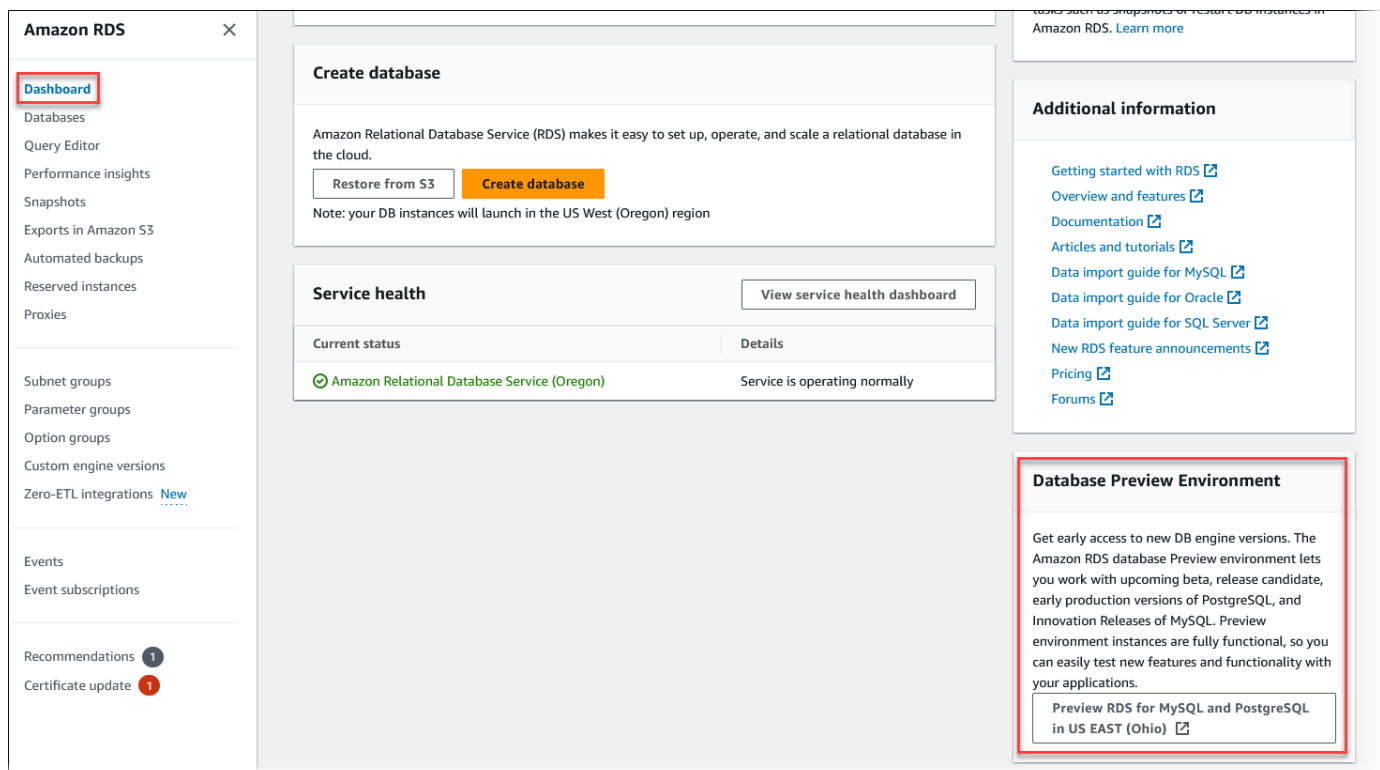 Amazon RDS
Dashboard
Databases
Query Editor
Performance insights
Snapshots
Exports in Amazon S3
Automated backups
Reserved instances
Proxies
Subnet groups
Parameter groups
Option groups
Custom engine versions
Zero-ETL integrations New
Events
Event subscriptions
Recommendations 1
Certificate update 1
Create database
Amazon Relational Database Service (RDS) makes it easy to set up, operate, and scale a relational database in
the cloud.
Restore from S3 Create database
Note: your DB instances will launch in the US West (Oregon) region
Service health View service health dashboard
Current status Details
Amazon Relational Database Service (Oregon) Service is operating normally
tasks such as snapshots or restart DB instances in
Amazon RDS. Learn more
Additional information
Getting started with RDS
Overview and features
Documentation
Articles and tutorials
Data import guide for MySQL
Data import guide for Oracle
Data import guide for SQL Server
New RDS feature announcements
Pricing
Forums
Database Preview Environment
Get early access to new DB engine versions. The
Amazon RDS database Preview environment lets
you work with upcoming beta, release candidate,
early production versions of PostgreSQL, and
Innovation Releases of MySQL. Preview
environment instances are fully functional, so you
can easily test new features and functionality with
your applications.
Preview RDS for MySQL and PostgreSQL
in US EAST (Ohio)